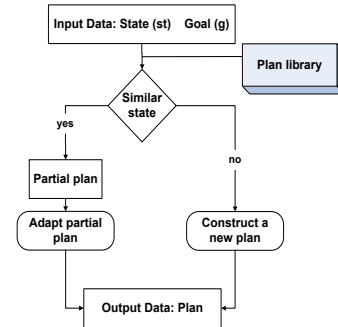 Input Data: State (st) Goal (g)
Plan library
Similar
state
yes
no
Partial plan
Adapt partial
plan
Construct a
new plan
Output Data: Plan